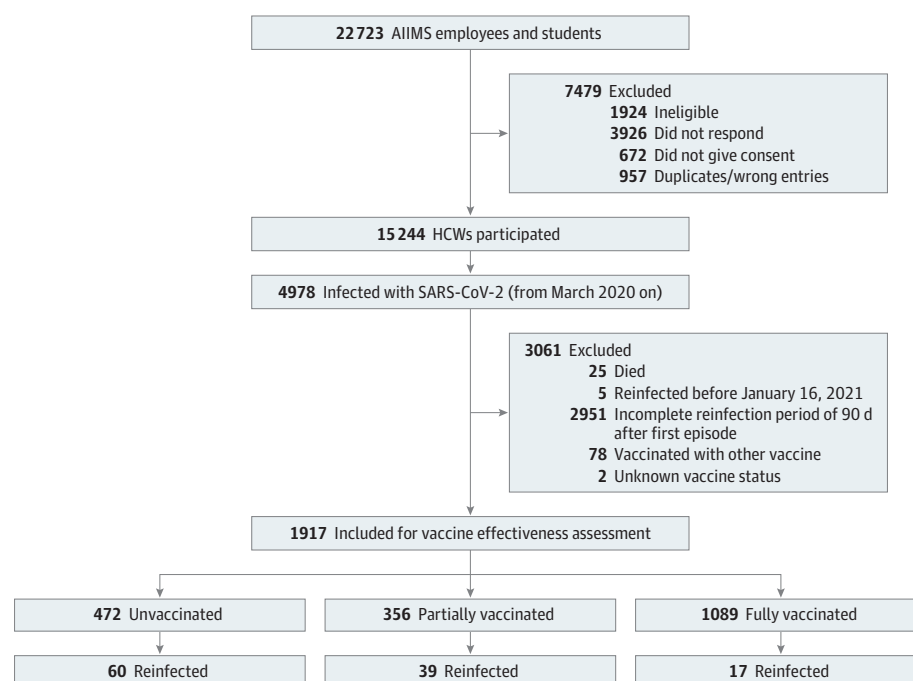 22 723 AIIMS employees and students
7479 Excluded
1924 Ineligible
3926 Did not respond
672 Did not give consent
957 Duplicates/wrong entries
15 244 HCWs participated
4978 Infected with SARS-CoV-2 (from March 2020 on)
3061 Excluded
25 Died
5 Reinfected before January 16, 2021
2951 Incomplete reinfection period of 90 d
after first episode
78 Vaccinated with other vaccine
2 Unknown vaccine status
1917 Included for vaccine effectiveness assessment
472 Unvaccinated
356 Partially vaccinated
1089 Fully vaccinated
60 Reinfected
39 Reinfected
17 Reinfected